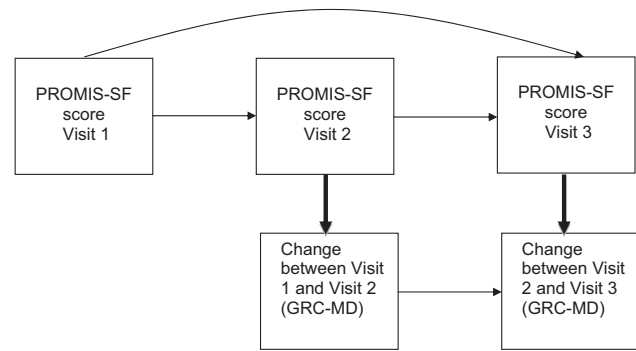 PROMIS-SF
score
Visit 1
PROMIS-SF
score
Visit 2
PROMIS-SF
score
Visit 3
Change
between Visit
1 and Visit 2
(GRC-MD)
Change
between Visit
2 and Visit 3
(GRC-MD)